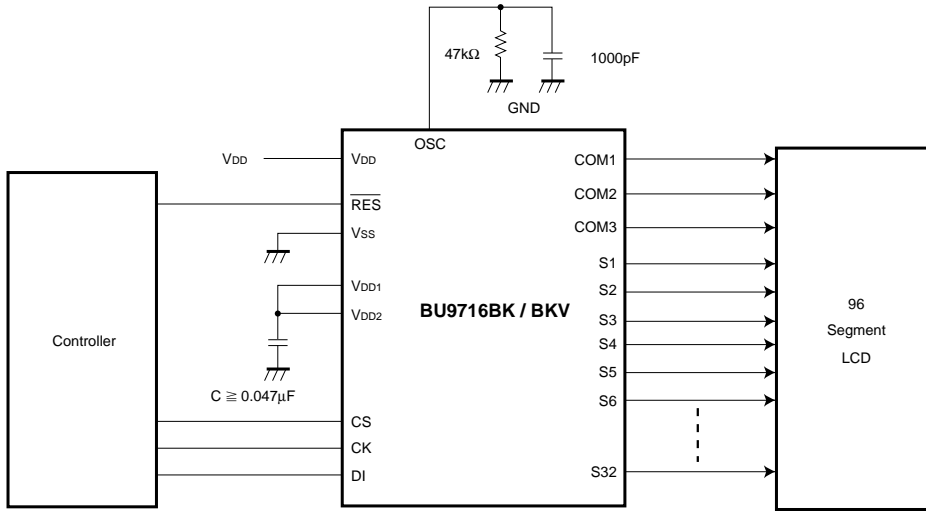 47kΩ
1000pF
GND
OSC
VDD
VDD
RES
VSS
VDD1
VDD2
C ≧ 0.047µF
CS
CK
DI
Controller
BU9716BK / BKV
COM1
COM2
COM3
S1
S2
S3
S4
S5
S6
S32
96
Segment
LCD